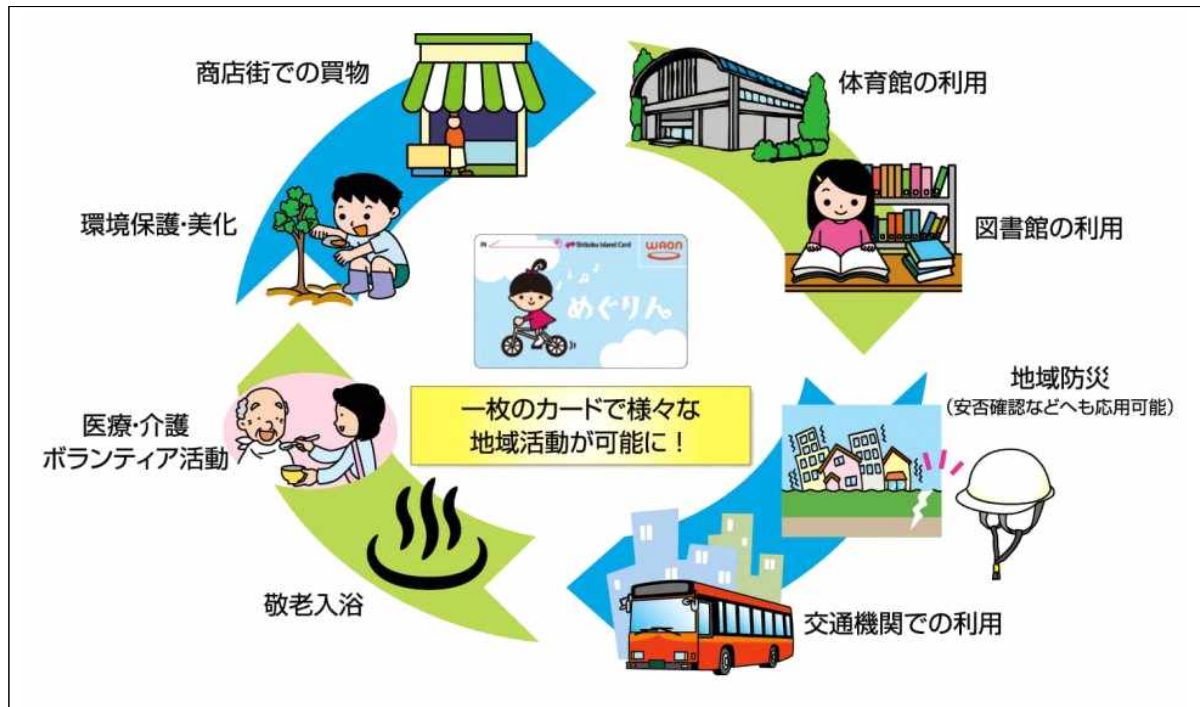 商店街での買物
体育館の利用
環境保護・美化
図書館の利用
IN
Shikoku Island Card
WAON
めぐりん
地域防災
（安否確認などへも応用可能）
一枚のカードで様々な
地域活動が可能に！
医療・介護
ボランティア活動
敬老入浴
交通機関での利用